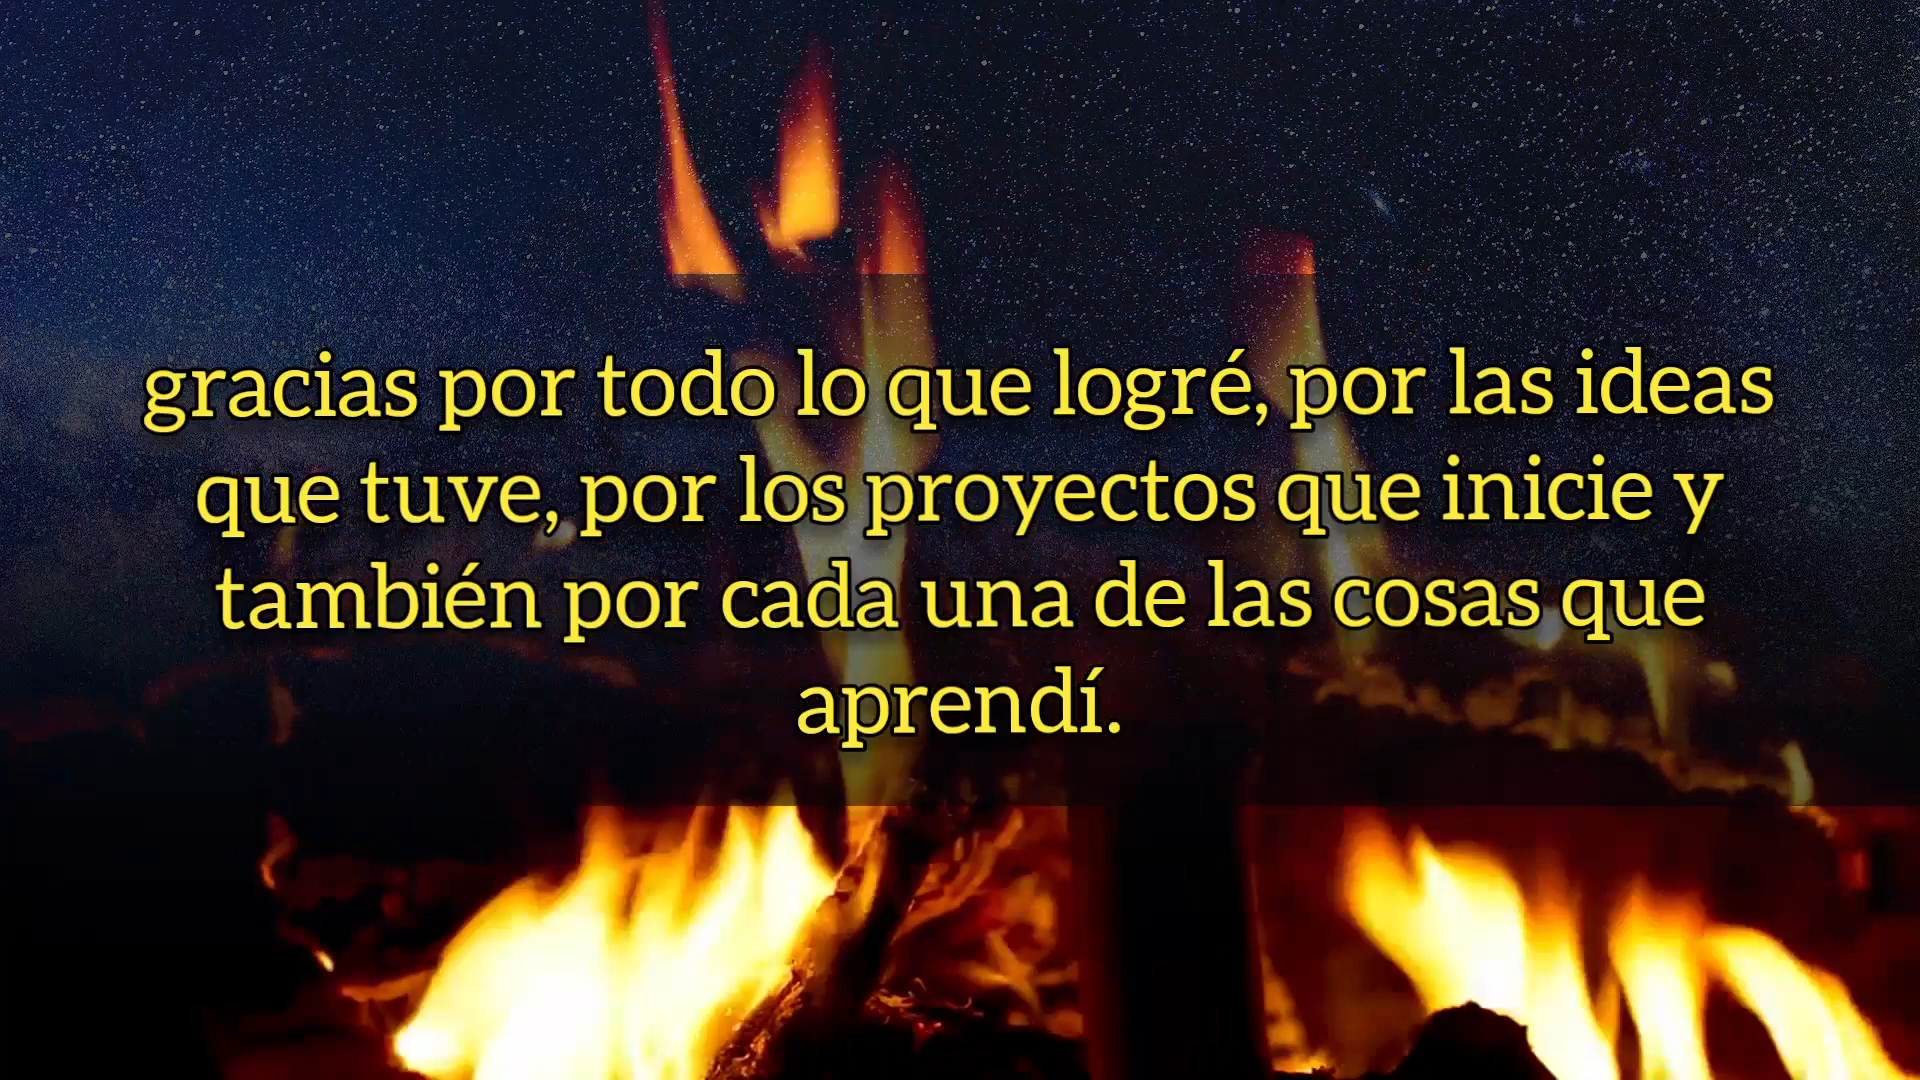 gracias por todo lo que logré, por las ideas
que tuve, por los proyectos que inicie y
también por cada una de las cosas que
aprendí.